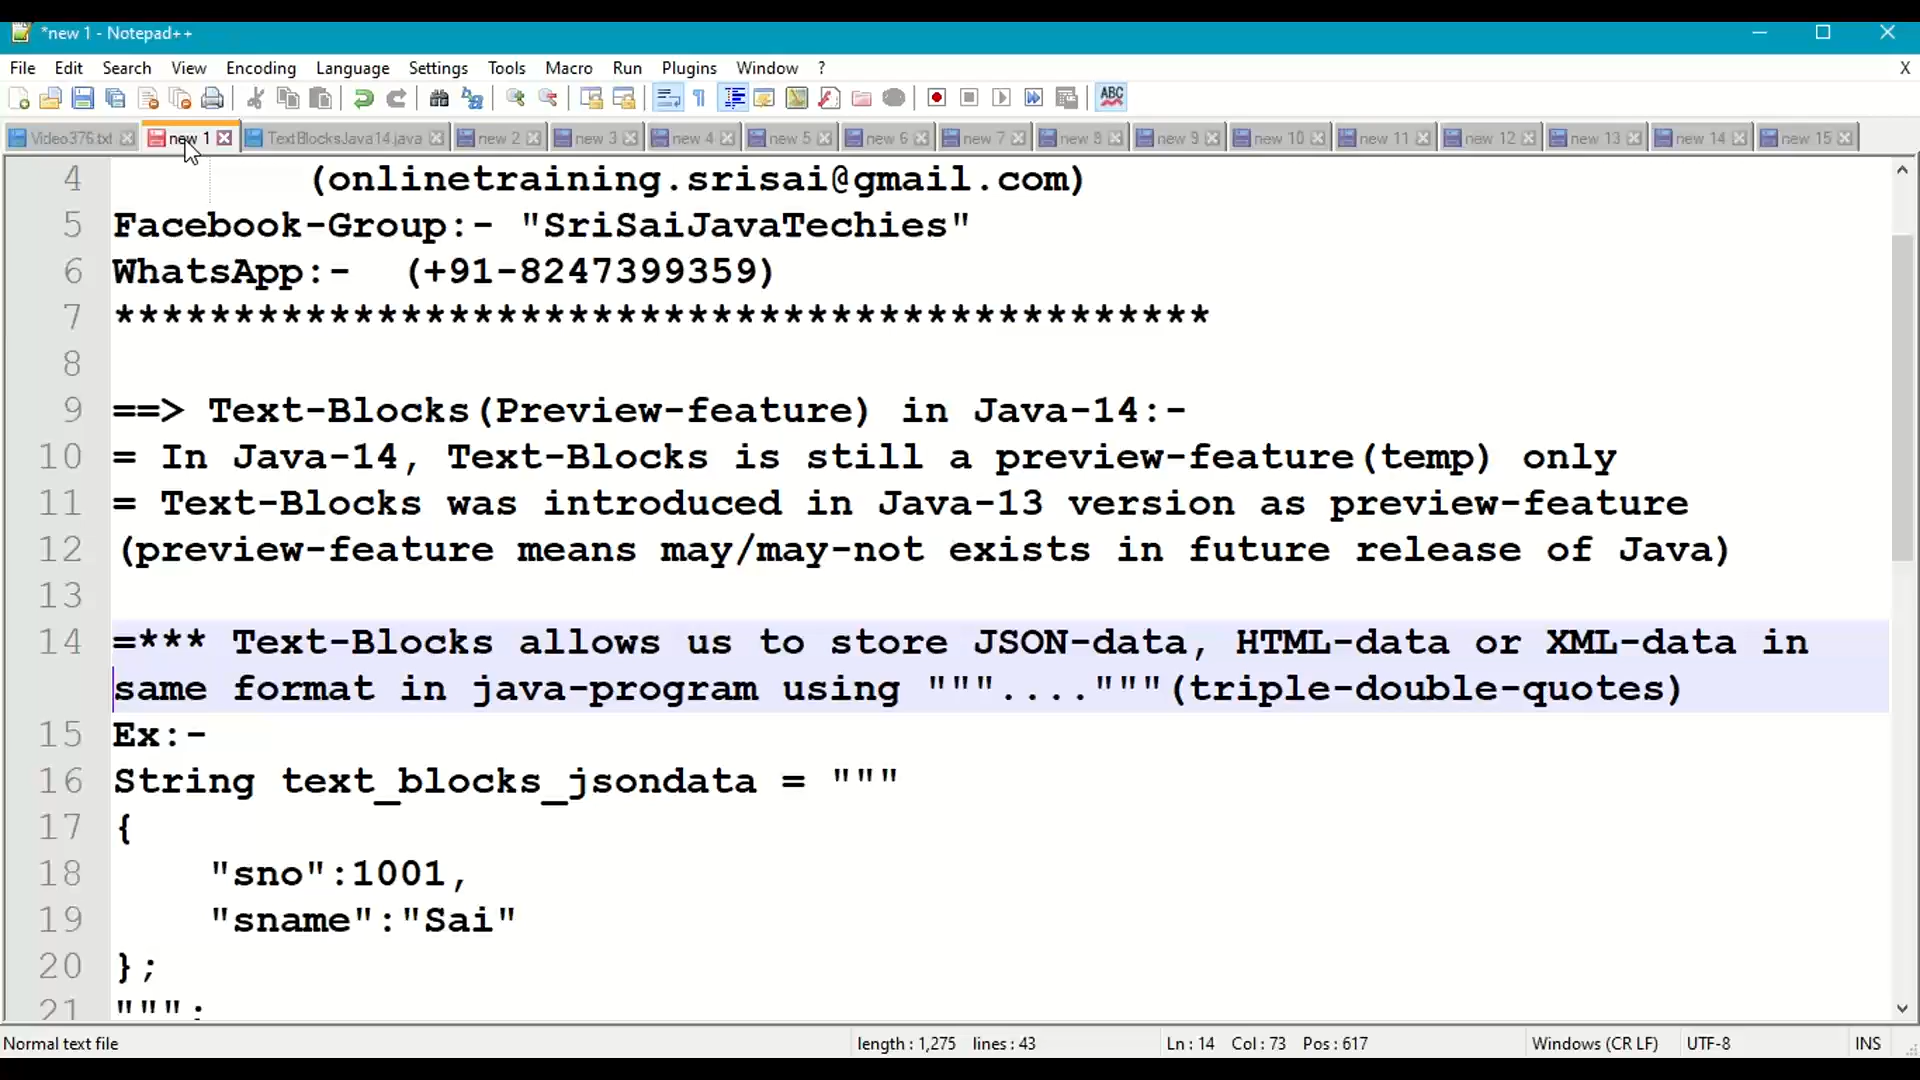 *new 1 - Notepad++
File Edit Search View Encoding Language Settings Tools Macro Run Plugins Window ? X
Video376.txt new 1 TextBlocksJava14.java new 2 new 3 new 4 new 5 new 6 new 7 new 8 new 9 new 10 new 11 new 12 new 13 new 14 new 15
4 (onlinetraining.srisai@gmail.com)
5 Facebook-Group:- "SriSaiJavaTechies"
6 WhatsApp:- (+91-8247399359)
7 **********************************************
8
9 ==> Text-Blocks(Preview-feature) in Java-14:-
10 = In Java-14, Text-Blocks is still a preview-feature(temp) only
11 = Text-Blocks was introduced in Java-13 version as preview-feature
12 (preview-feature means may/may-not exists in future release of Java)
13
14 =*** Text-Blocks allows us to store JSON-data, HTML-data or XML-data in
same format in java-program using """...."""(triple-double-quotes)
15 Ex:-
16 String text_blocks_jsondata = """
17 {
18 "sno":1001,
19 "sname":"Sai"
20 };
21 """;
Normal text file length : 1,275 lines : 43 Ln : 14 Col : 73 Pos : 617 Windows (CR LF) UTF-8 INS